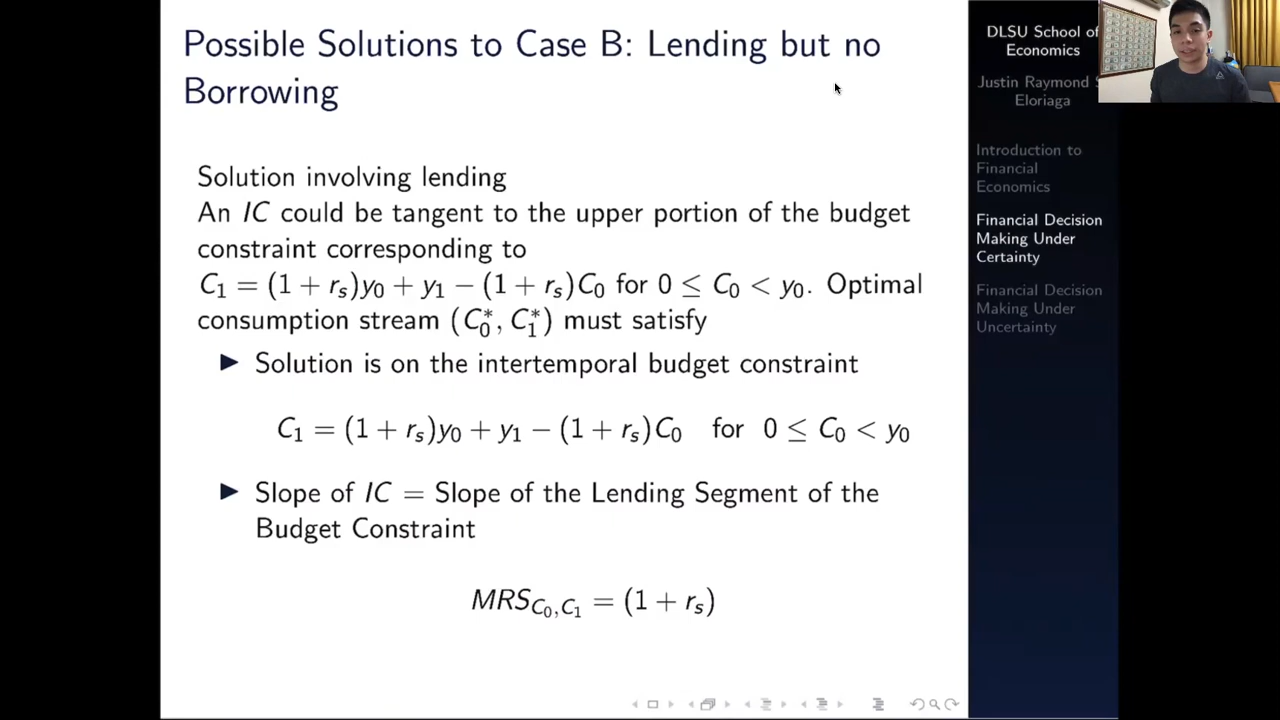 Possible Solutions to Case B: Lending but no
Borrowing
Solution involving lending
An IC could be tangent to the upper portion of the budget
constraint corresponding to
C₁ = (1 + rₛ)y₀ + y₁ − (1 + rₛ)C₀ for 0 ≤ C₀ < y₀. Optimal
consumption stream (C₀*, C₁*) must satisfy
▶ Solution is on the intertemporal budget constraint
C₁ = (1 + rₛ)y₀ + y₁ − (1 + rₛ)C₀ for 0 ≤ C₀ < y₀
▶ Slope of IC = Slope of the Lending Segment of the
Budget Constraint
MRS_{C₀,C₁} = (1 + rₛ)
DLSU School of
Economics
Justin Raymond
Eloriaga
Introduction to
Financial
Economics
Financial Decision
Making Under
Certainty
Financial Decision
Making Under
Uncertainty